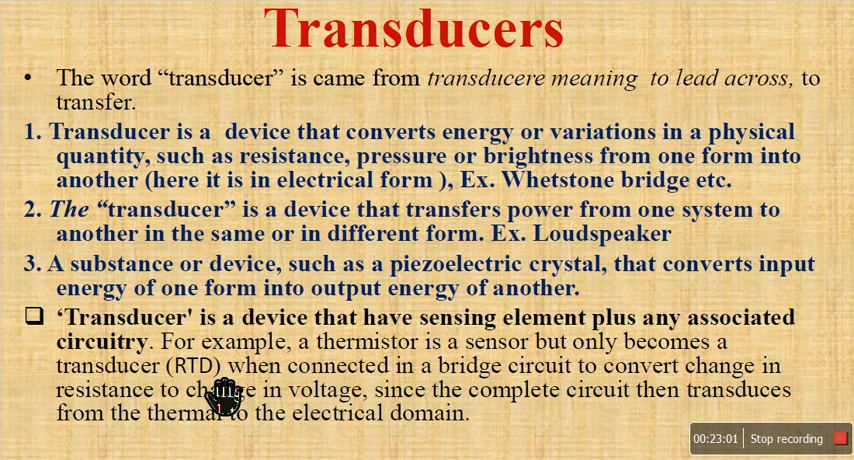 Transducers
• The word “transducer” is came from transducere meaning to lead across, to
transfer.
1. Transducer is a device that converts energy or variations in a physical
quantity, such as resistance, pressure or brightness from one form into
another (here it is in electrical form ), Ex. Whetstone bridge etc.
2. The “transducer” is a device that transfers power from one system to
another in the same or in different form. Ex. Loudspeaker
3. A substance or device, such as a piezoelectric crystal, that converts input
energy of one form into output energy of another.
❑ ‘Transducer' is a device that have sensing element plus any associated
circuitry. For example, a thermistor is a sensor but only becomes a
transducer (RTD) when connected in a bridge circuit to convert change in
resistance to change in voltage, since the complete circuit then transduces
from the thermal to the electrical domain.
00:23:01 Stop recording